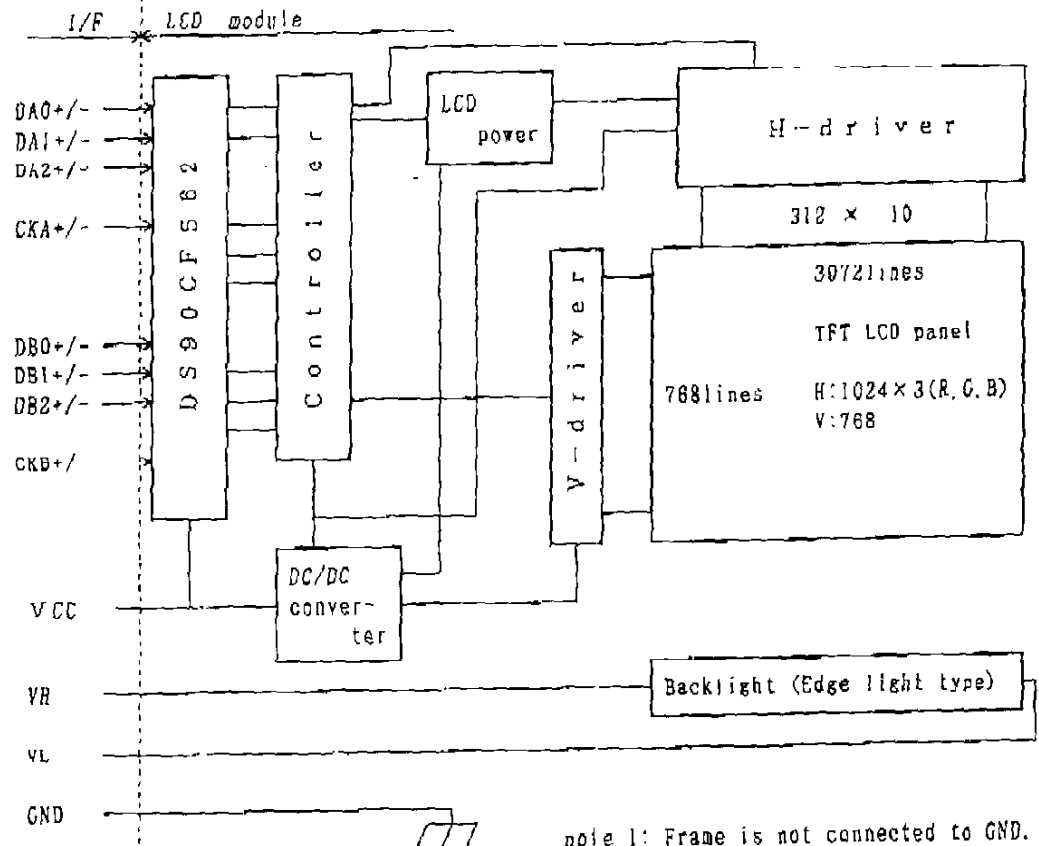 I/F LCD module
DA0+/-
DA1+/-
DA2+/-
CKA+/-
DB0+/-
DB1+/-
DB2+/-
CKB+/
DS90CF562
Controller
LCD
power
H-driver
312 × 10
V-driver
3072lines
TFT LCD panel
768lines H:1024×3(R,G,B)
V:768
DC/DC
conver-
ter
VCC
VH
Backlight (Edge light type)
VL
GND
note 1: Frame is not connected to GND.